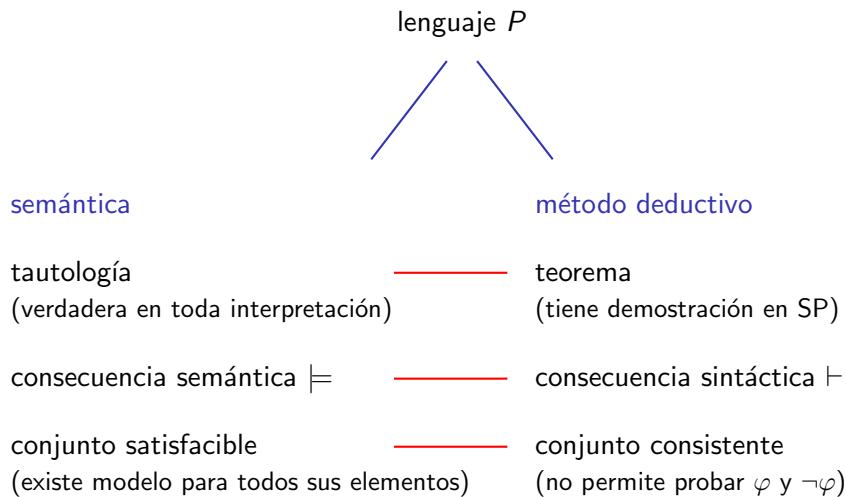 lenguaje P
semántica método deductivo
tautología teorema
(verdadera en toda interpretación) (tiene demostración en SP)
consecuencia semántica ⊨ consecuencia sintáctica ⊢
conjunto satisfacible conjunto consistente
(existe modelo para todos sus elementos) (no permite probar φ y ¬φ)